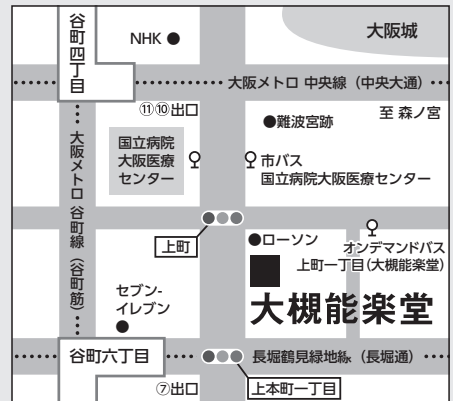 谷町四丁目
NHK ●
大阪城
大阪メトロ 中央線（中央大通）
⑪⑩出口
●難波宮跡
至 森ノ宮
国立病院
大阪医療
センター
市バス
国立病院大阪医療センター
大阪メトロ 谷町線（谷町筋）
上町
●ローソン
オンデマンドバス
上町一丁目(大槻能楽堂)
セブン-
イレブン
●
大槻能楽堂
谷町六丁目
長堀鶴見緑地線（長堀通）
⑦出口
上本町一丁目